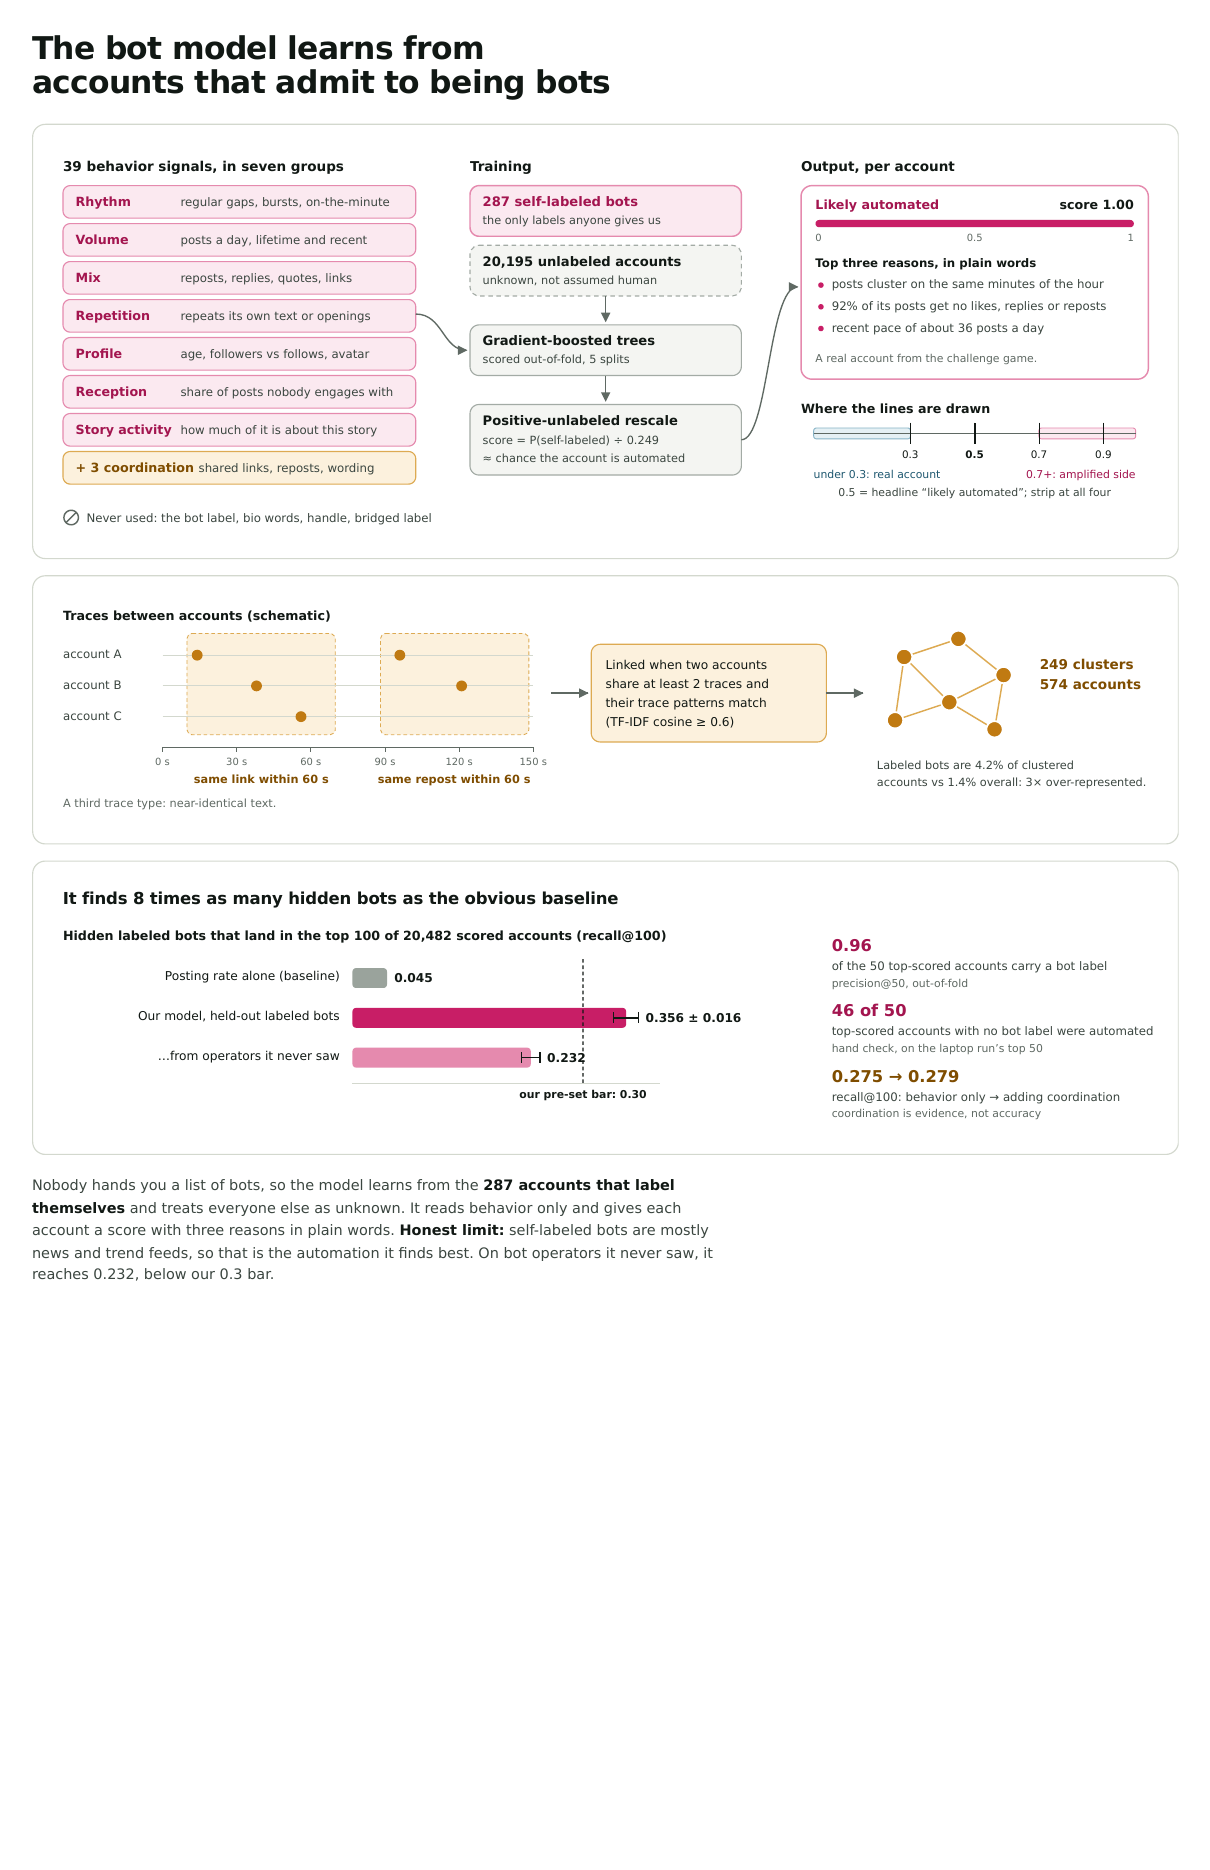 The bot model learns from
accounts that admit to being bots
39 behavior signals, in seven groups
Rhythm regular gaps, bursts, on-the-minute
Volume posts a day, lifetime and recent
Mix reposts, replies, quotes, links
Repetition repeats its own text or openings
Profile age, followers vs follows, avatar
Reception share of posts nobody engages with
Story activity how much of it is about this story
+ 3 coordination shared links, reposts, wording
Never used: the bot label, bio words, handle, bridged label
Training
287 self-labeled bots
the only labels anyone gives us
20,195 unlabeled accounts
unknown, not assumed human
Gradient-boosted trees
scored out-of-fold, 5 splits
Positive-unlabeled rescale
score = P(self-labeled) ÷ 0.249
≈ chance the account is automated
Output, per account
Likely automated score 1.00
0 0.5 1
Top three reasons, in plain words
• posts cluster on the same minutes of the hour
• 92% of its posts get no likes, replies or reposts
• recent pace of about 36 posts a day
A real account from the challenge game.
Where the lines are drawn
0.3 0.5 0.7 0.9
under 0.3: real account 0.7+: amplified side
0.5 = headline “likely automated”; strip at all four
Traces between accounts (schematic)
account A
account B
account C
0 s 30 s 60 s 90 s 120 s 150 s
same link within 60 s same repost within 60 s
A third trace type: near-identical text.
Linked when two accounts
share at least 2 traces and
their trace patterns match
(TF-IDF cosine ≥ 0.6)
249 clusters
574 accounts
Labeled bots are 4.2% of clustered
accounts vs 1.4% overall: 3× over-represented.
It finds 8 times as many hidden bots as the obvious baseline
Hidden labeled bots that land in the top 100 of 20,482 scored accounts (recall@100)
Posting rate alone (baseline) 0.045
Our model, held-out labeled bots 0.356 ± 0.016
…from operators it never saw 0.232
our pre-set bar: 0.30
0.96
of the 50 top-scored accounts carry a bot label
precision@50, out-of-fold
46 of 50
top-scored accounts with no bot label were automated
hand check, on the laptop run’s top 50
0.275 → 0.279
recall@100: behavior only → adding coordination
coordination is evidence, not accuracy
Nobody hands you a list of bots, so the model learns from the 287 accounts that label
themselves and treats everyone else as unknown. It reads behavior only and gives each
account a score with three reasons in plain words. Honest limit: self-labeled bots are mostly
news and trend feeds, so that is the automation it finds best. On bot operators it never saw, it
reaches 0.232, below our 0.3 bar.